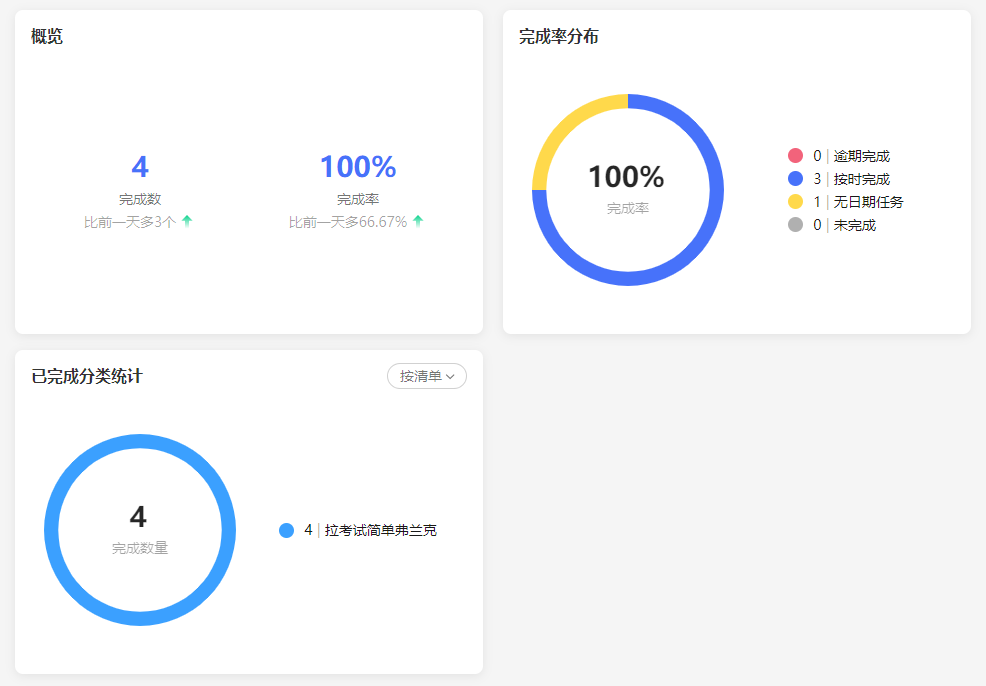 概览
4
完成数
比前一天多3个
100%
完成率
比前一天多66.67%
完成率分布
100%
完成率
0 | 逾期完成
3 | 按时完成
1 | 无日期任务
0 | 未完成
已完成分类统计
按清单
4
完成数量
4 | 拉考试简单弗兰克